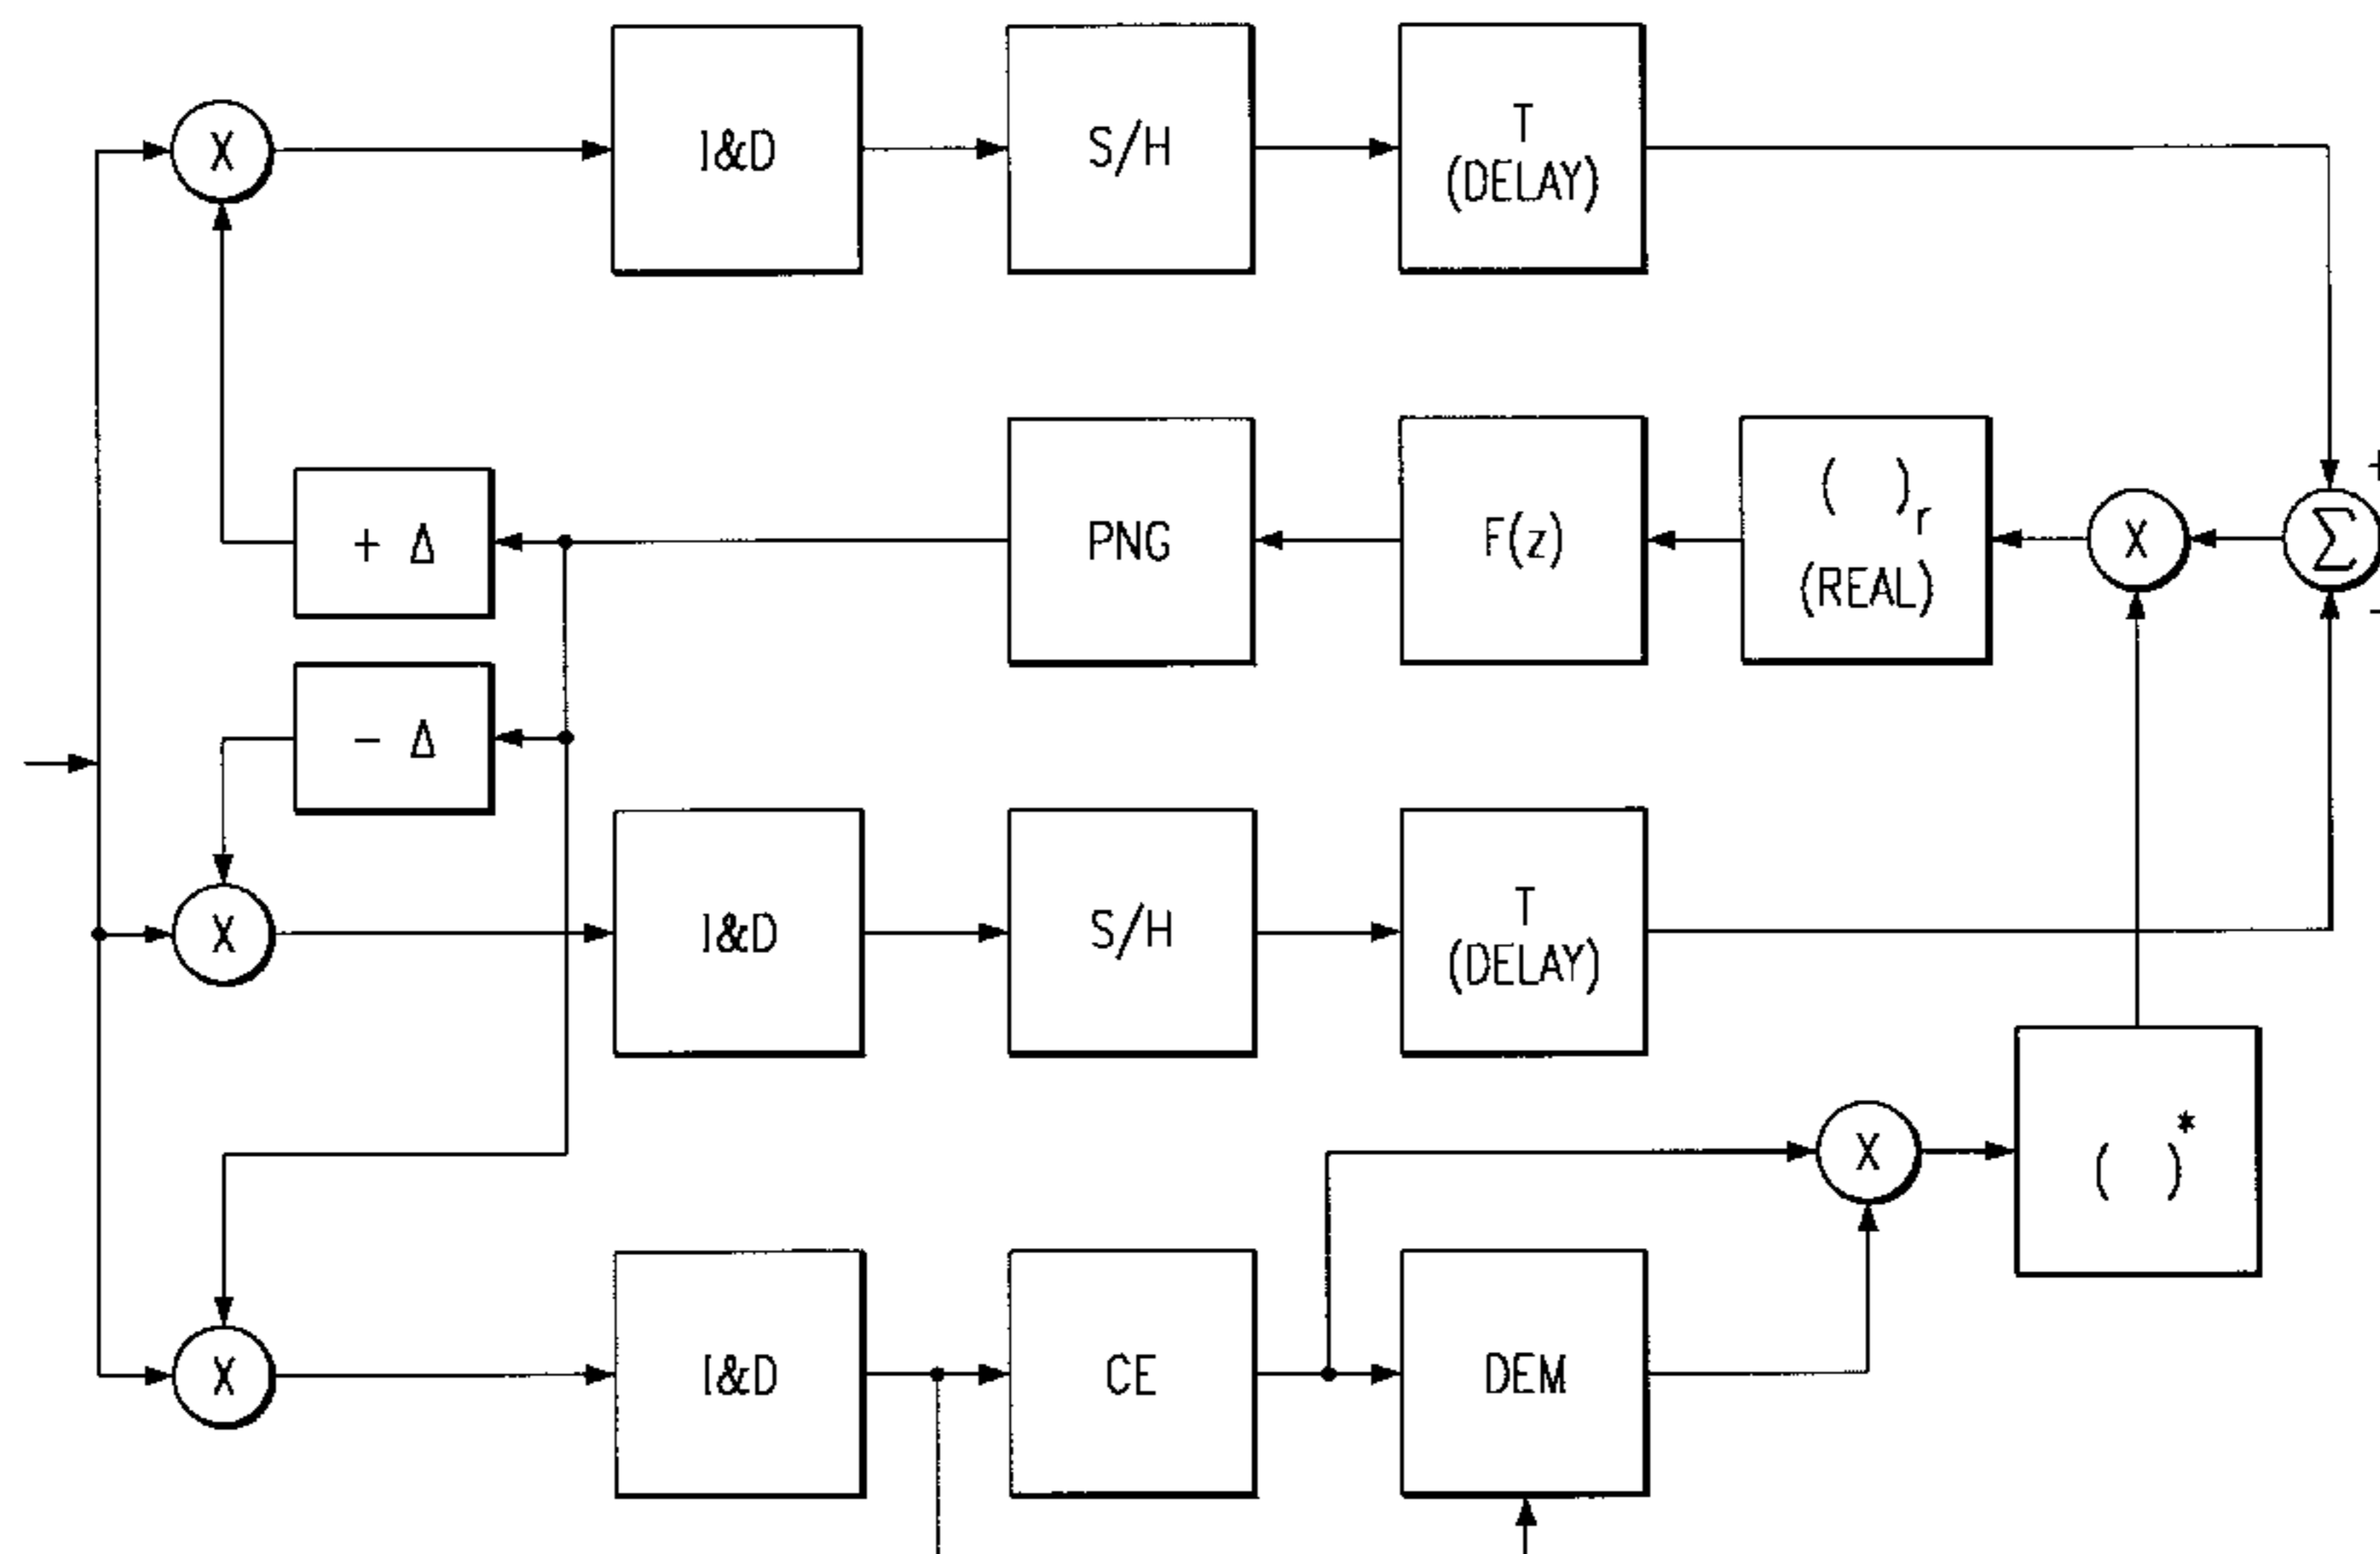 X
I&D
S/H
T
(DELAY)
+ Δ
PNG
F(z)
( )r
(REAL)
X
Σ
+
-
- Δ
X
I&D
S/H
T
(DELAY)
X
( )*
X
I&D
CE
DEM